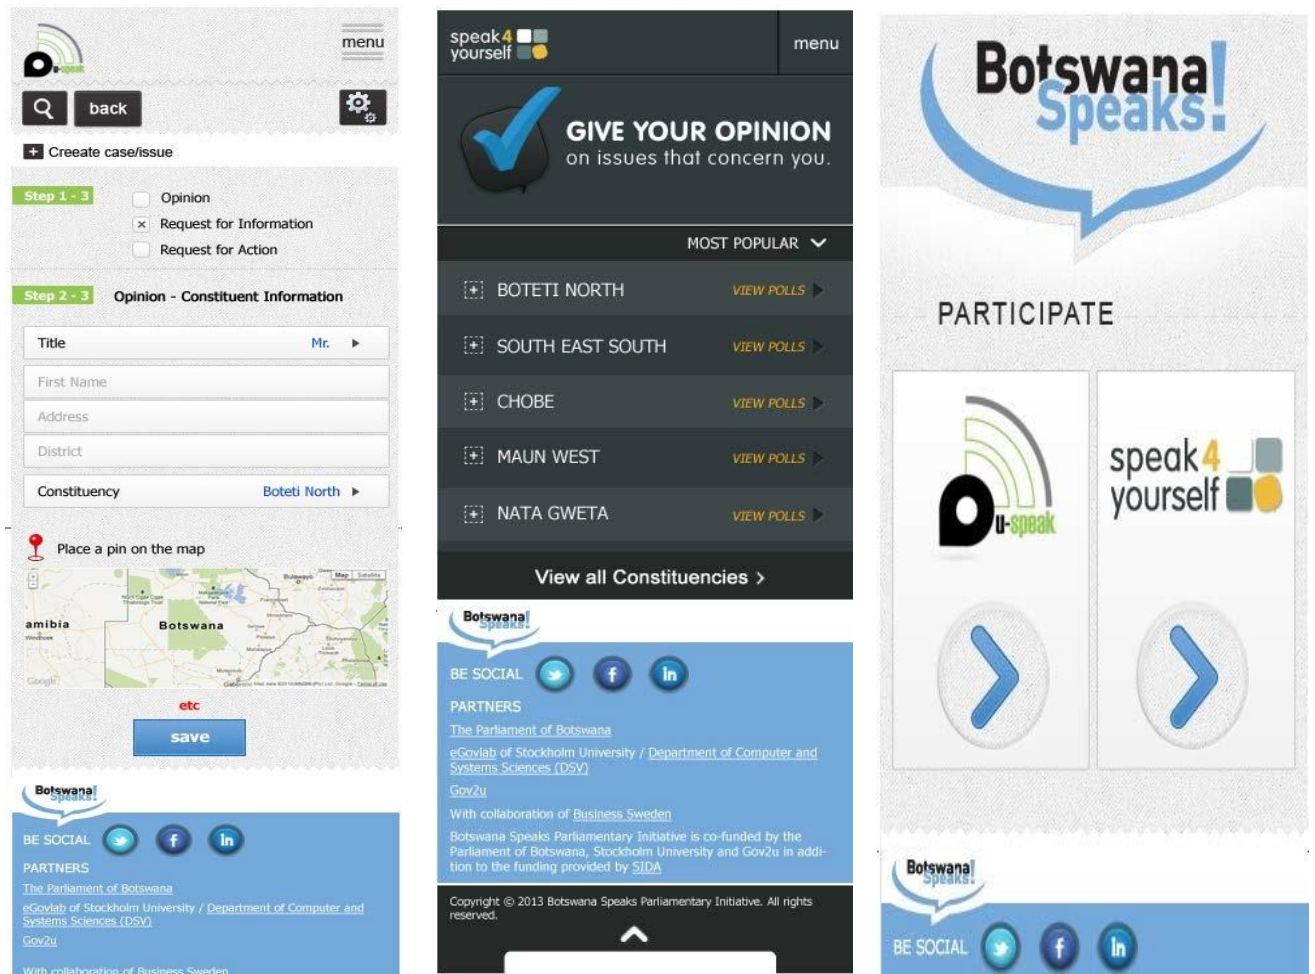 u-speak
menu
back
Creeate case/issue
Step 1 - 3
Opinion
Request for Information
Request for Action
Step 2 - 3 Opinion - Constituent Information
Title Mr.
First Name
Address
District
Constituency Boteti North
Place a pin on the map
Map Satellite
Bulawayo
amibia
Windhoek
Botswana
Google
etc
save
Botswana
Speaks!
BE SOCIAL
PARTNERS
The Parliament of Botswana
eGovlab of Stockholm University / Department of Computer and
Systems Sciences (DSV)
Gov2u
With collaboration of Business Sweden
speak4
yourself
menu
GIVE YOUR OPINION
on issues that concern you.
MOST POPULAR
BOTETI NORTH VIEW POLLS
SOUTH EAST SOUTH VIEW POLLS
CHOBE VIEW POLLS
MAUN WEST VIEW POLLS
NATA GWETA VIEW POLLS
View all Constituencies >
Botswana
Speaks!
BE SOCIAL
PARTNERS
The Parliament of Botswana
eGovlab of Stockholm University / Department of Computer and
Systems Sciences (DSV)
Gov2u
With collaboration of Business Sweden
Botswana Speaks Parliamentary Initiative is co-funded by the
Parliament of Botswana, Stockholm University and Gov2u in addi-
tion to the funding provided by SIDA
Copyright © 2013 Botswana Speaks Parliamentary Initiative. All rights
reserved.
Botswana
Speaks!
PARTICIPATE
u-speak
speak4
yourself
Botswana
Speaks!
BE SOCIAL